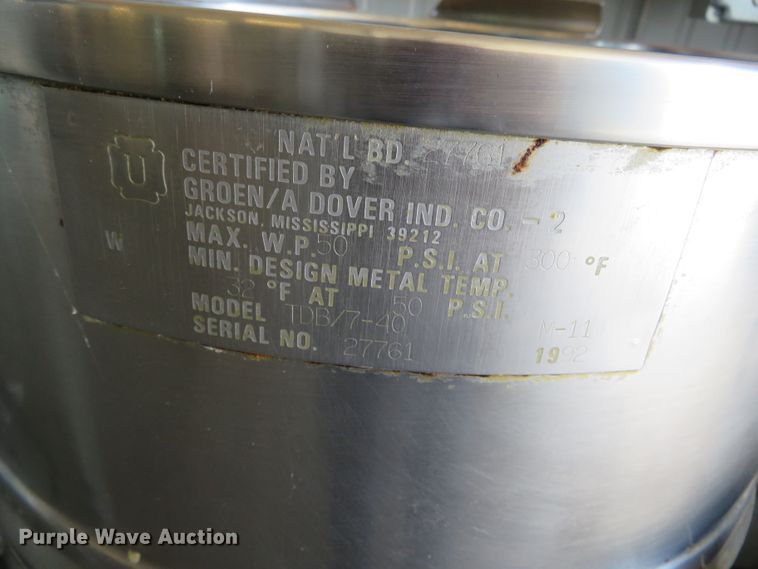 NAT'L BD. 27761
U
CERTIFIED BY
GROEN/A DOVER IND. CO. - 2
JACKSON, MISSISSIPPI 39212
W
MAX. W.P. 50 P.S.I. AT 300 °F
MIN. DESIGN METAL TEMP.
32 °F AT 50 P.S.I.
MODEL TDB/7-40 M-11
SERIAL NO. 27761 1992
Purple Wave Auction